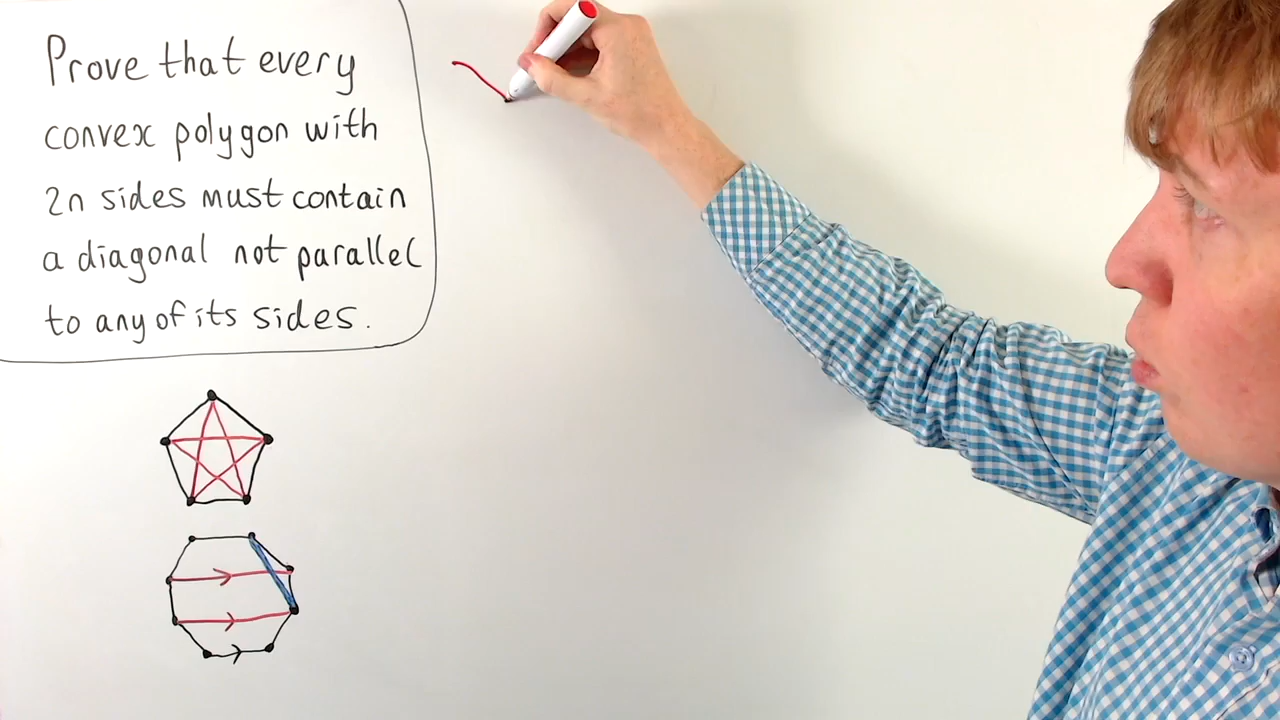 Prove that every
convex polygon with
2n sides must contain
a diagonal not parallel
to any of its sides.